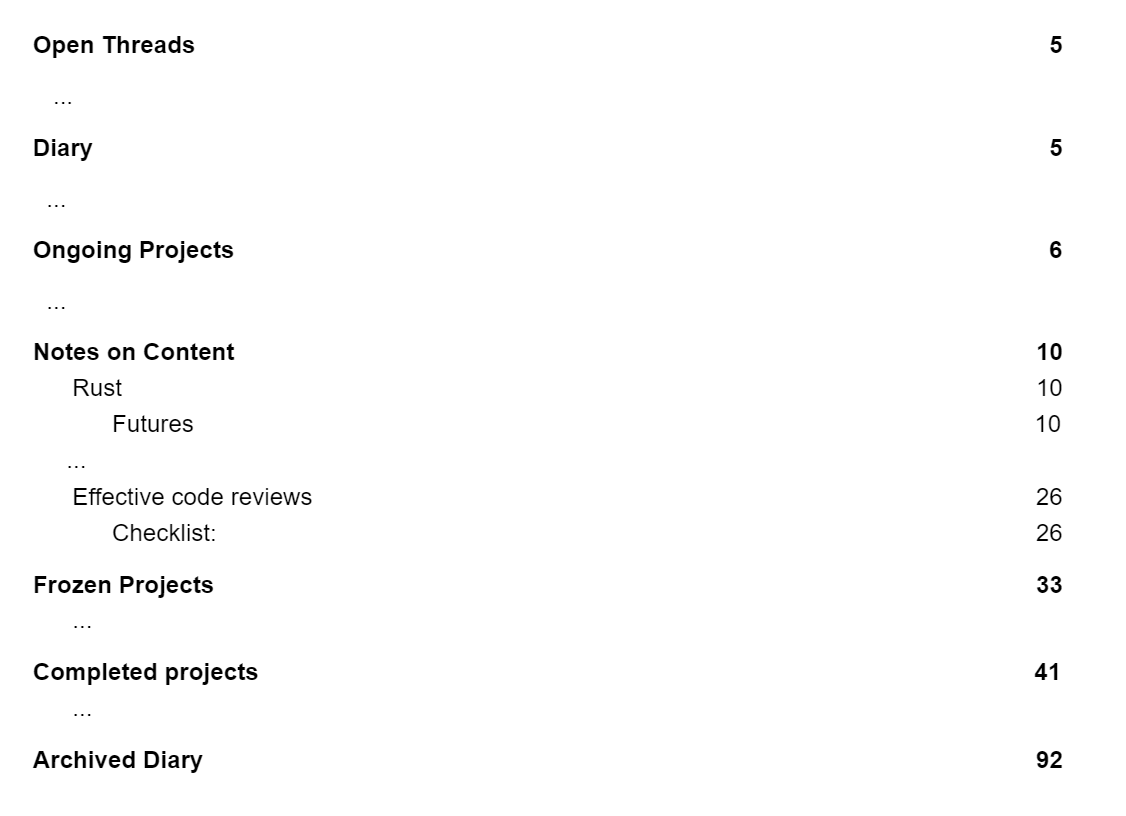 Open Threads 5
...
Diary 5
...
Ongoing Projects 6
...
Notes on Content 10
Rust 10
Futures 10
...
Effective code reviews 26
Checklist: 26
Frozen Projects 33
...
Completed projects 41
...
Archived Diary 92